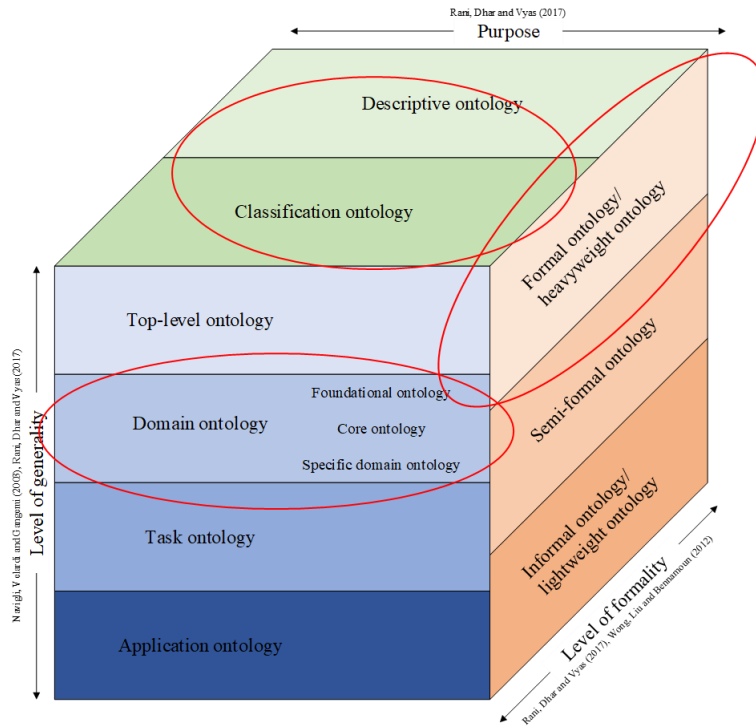 Rani, Dhar and Vyas (2017)
Purpose
Descriptive ontology
Classification ontology
Formal ontology/
heavyweight ontology
Top-level ontology
Foundational ontology
Domain ontology
Core ontology
Specific domain ontology
Semi-formal ontology
Task ontology
Informal ontology/
lightweight ontology
Application ontology
Level of generality
Navigli, Velardi and Gangemi (2003), Rani, Dhar and Vyas (2017)
Level of formality
Rani, Dhar and Vyas (2017), Wong, Liu and Bennamoun (2012)